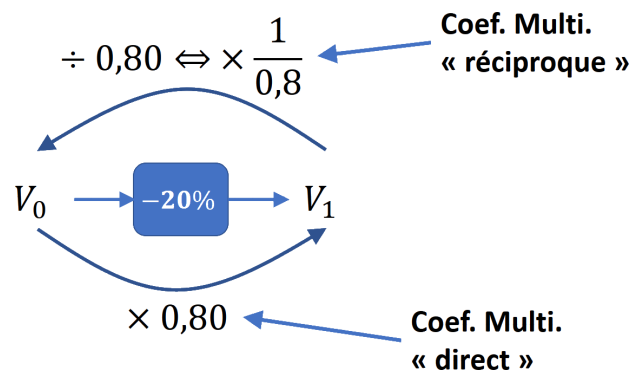 ÷ 0,80 ⇔ × 1/0,8
Coef. Multi.
« réciproque »
V₀
−20%
V₁
× 0,80
Coef. Multi.
« direct »